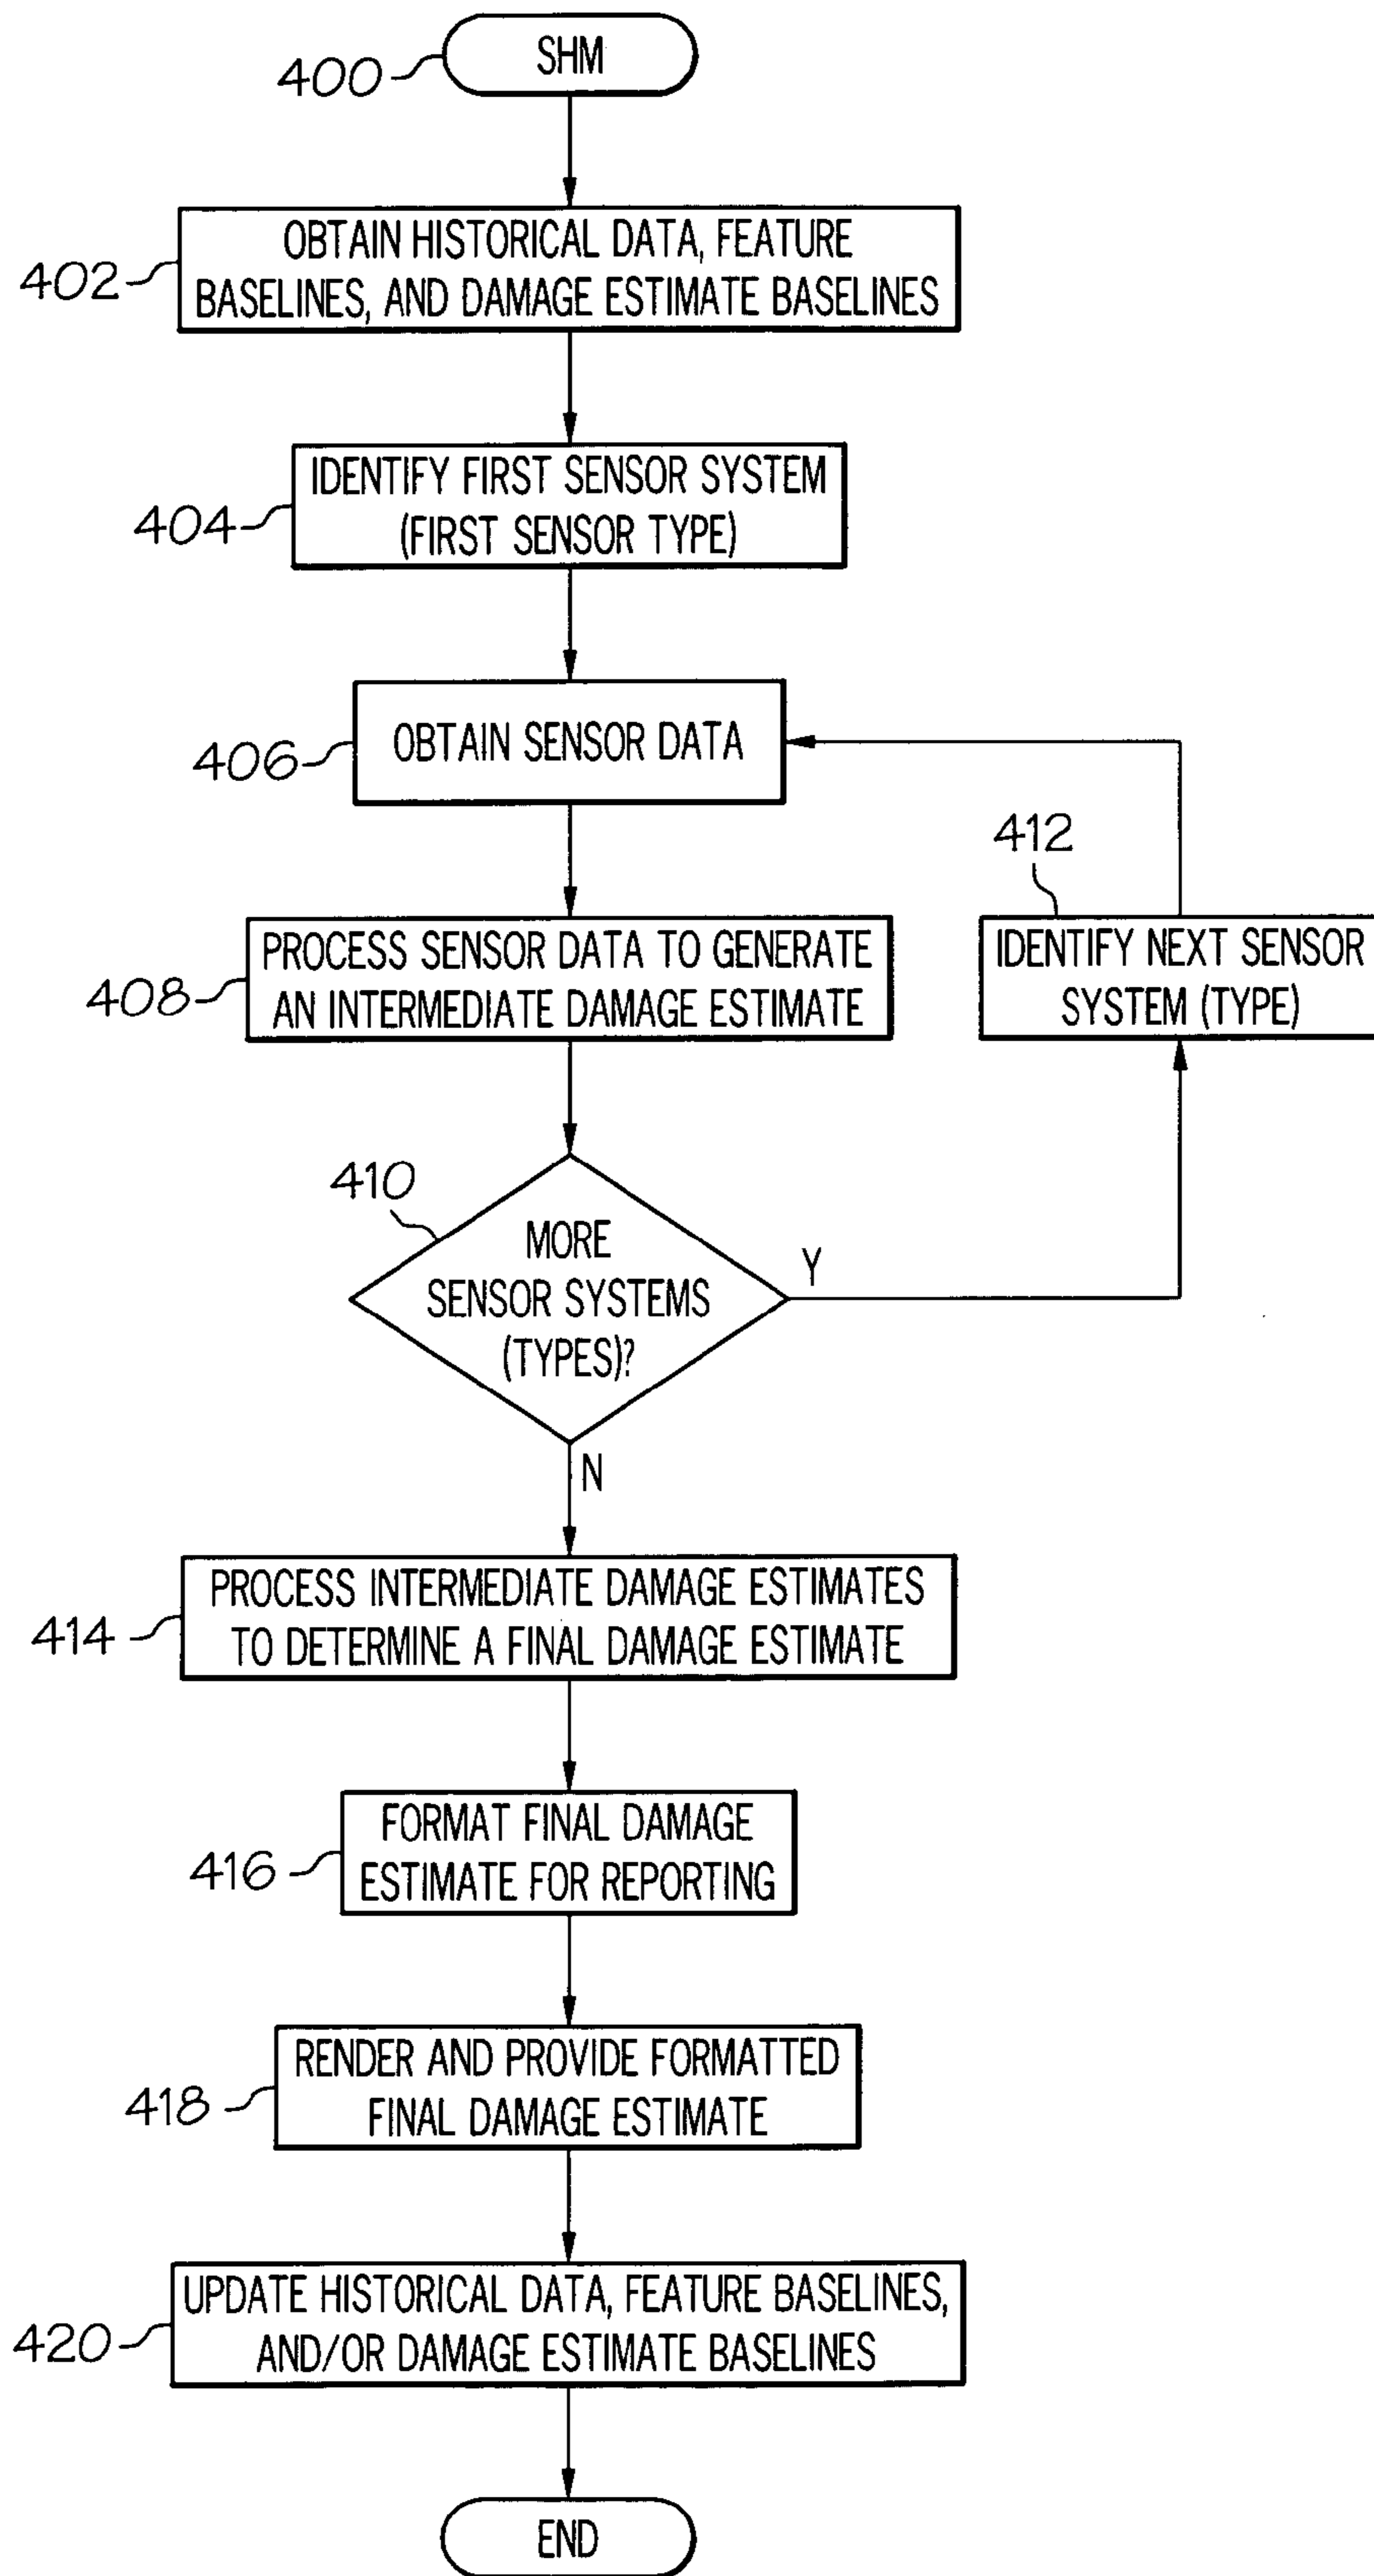 SHM
400
OBTAIN HISTORICAL DATA, FEATURE
BASELINES, AND DAMAGE ESTIMATE BASELINES
402
IDENTIFY FIRST SENSOR SYSTEM
(FIRST SENSOR TYPE)
404
OBTAIN SENSOR DATA
406
412
IDENTIFY NEXT SENSOR
SYSTEM (TYPE)
PROCESS SENSOR DATA TO GENERATE
AN INTERMEDIATE DAMAGE ESTIMATE
408
410
MORE
SENSOR SYSTEMS
(TYPES)?
Y
N
PROCESS INTERMEDIATE DAMAGE ESTIMATES
TO DETERMINE A FINAL DAMAGE ESTIMATE
414
FORMAT FINAL DAMAGE
ESTIMATE FOR REPORTING
416
RENDER AND PROVIDE FORMATTED
FINAL DAMAGE ESTIMATE
418
UPDATE HISTORICAL DATA, FEATURE BASELINES,
AND/OR DAMAGE ESTIMATE BASELINES
420
END